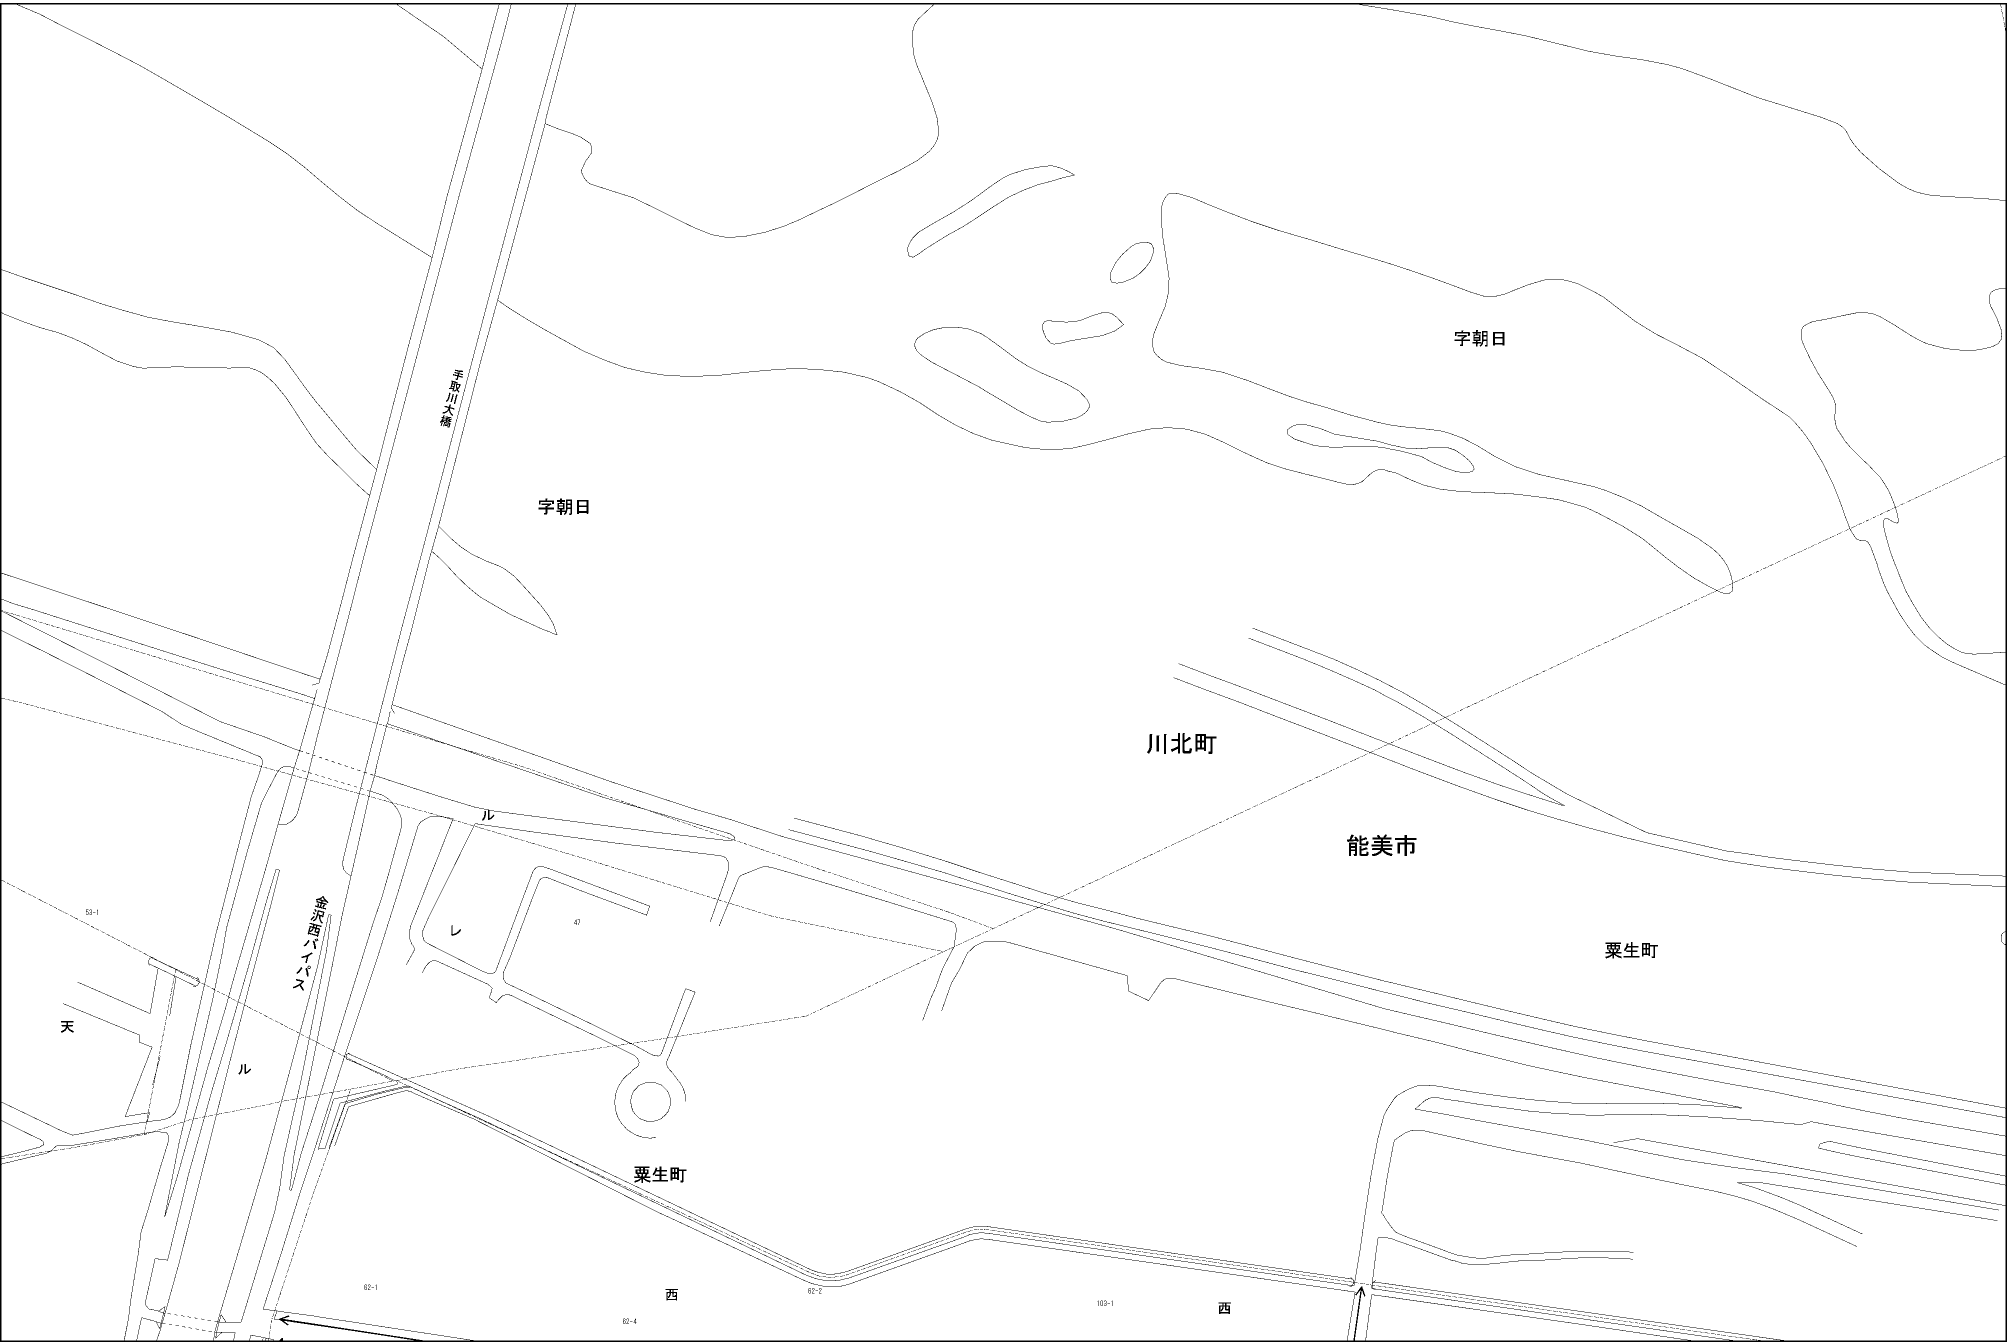 字朝日
手取川大橋
字朝日
川北町
ル
能美市
53-1
金沢西バイパス
47
レ
粟生町
天
ル
粟生町
62-1
西
62-2
103-1
西
62-4